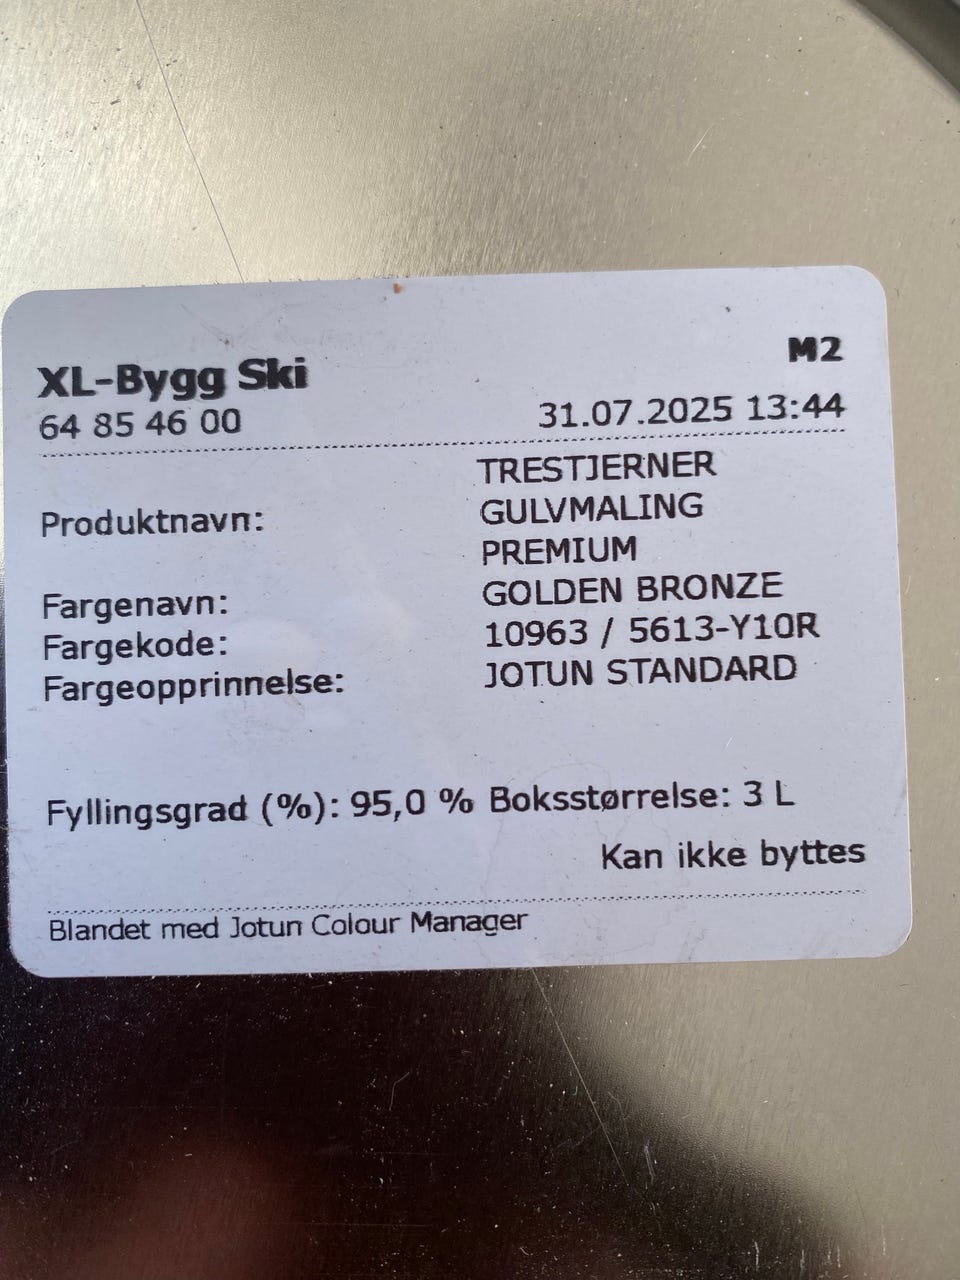 M2
XL-Bygg Ski
64 85 46 00 31.07.2025 13:44
Produktnavn: TRESTJERNER
GULVMALING
PREMIUM
Fargenavn: GOLDEN BRONZE
Fargekode: 10963 / 5613-Y10R
Fargeopprinnelse: JOTUN STANDARD
Fyllingsgrad (%): 95,0 % Boksstørrelse: 3 L
Kan ikke byttes
Blandet med Jotun Colour Manager